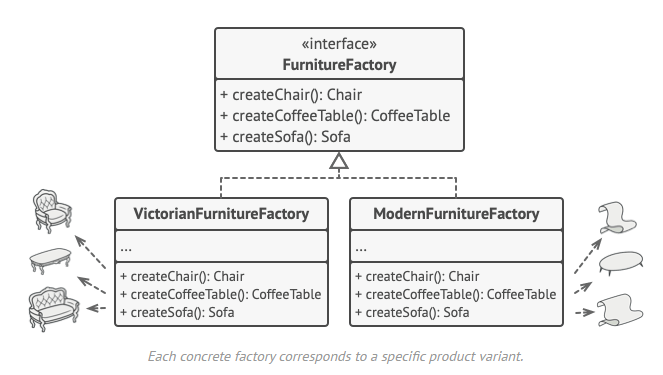 «interface»
FurnitureFactory
+ createChair(): Chair
+ createCoffeeTable(): CoffeeTable
+ createSofa(): Sofa
VictorianFurnitureFactory
...
+ createChair(): Chair
+ createCoffeeTable(): CoffeeTable
+ createSofa(): Sofa
ModernFurnitureFactory
...
+ createChair(): Chair
+ createCoffeeTable(): CoffeeTable
+ createSofa(): Sofa
Each concrete factory corresponds to a specific product variant.